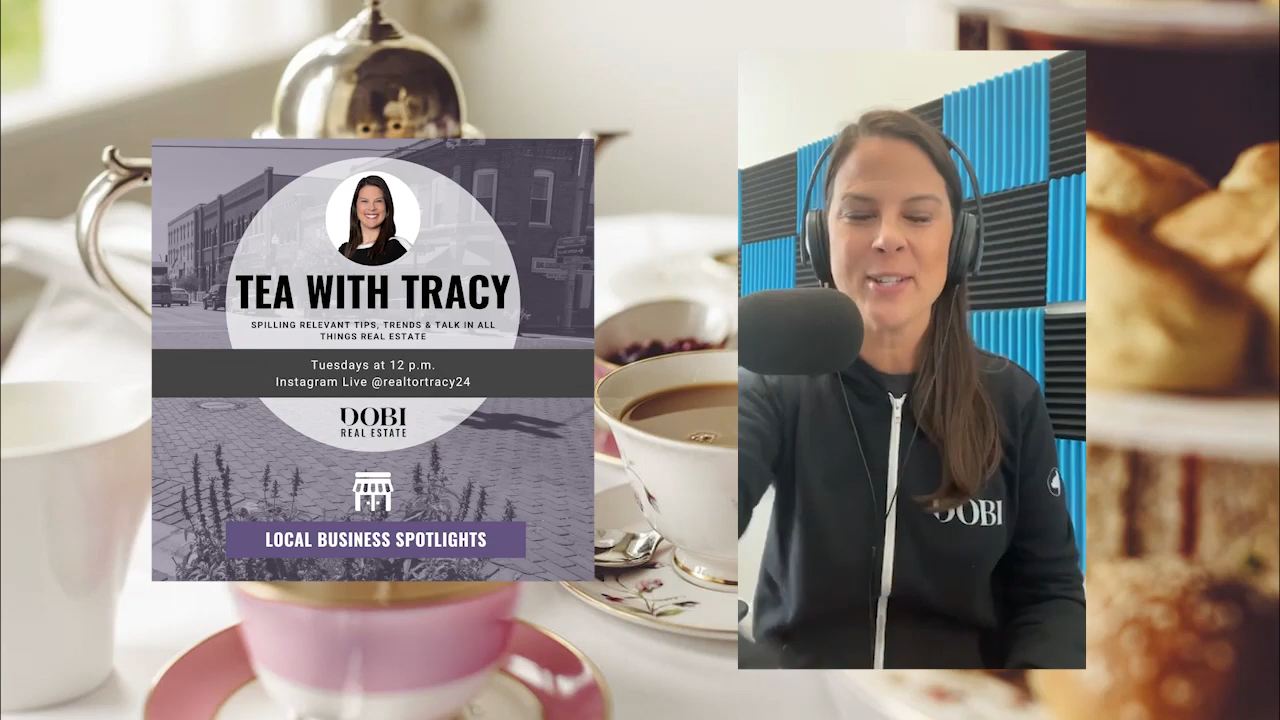 TEA WITH TRACY
SPILLING RELEVANT TIPS, TRENDS & TALK IN ALL
THINGS REAL ESTATE
Tuesdays at 12 p.m.
Instagram Live @realtortracy24
DOBI
REAL ESTATE
LOCAL BUSINESS SPOTLIGHTS
DOBI